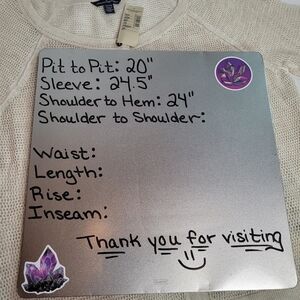 Pit to Pit: 20"
Sleeve: 24.5"
Shoulder to Hem: 24"
Shoulder to Shoulder:
Waist:
Length:
Rise:
Inseam:
Thank you for visiting